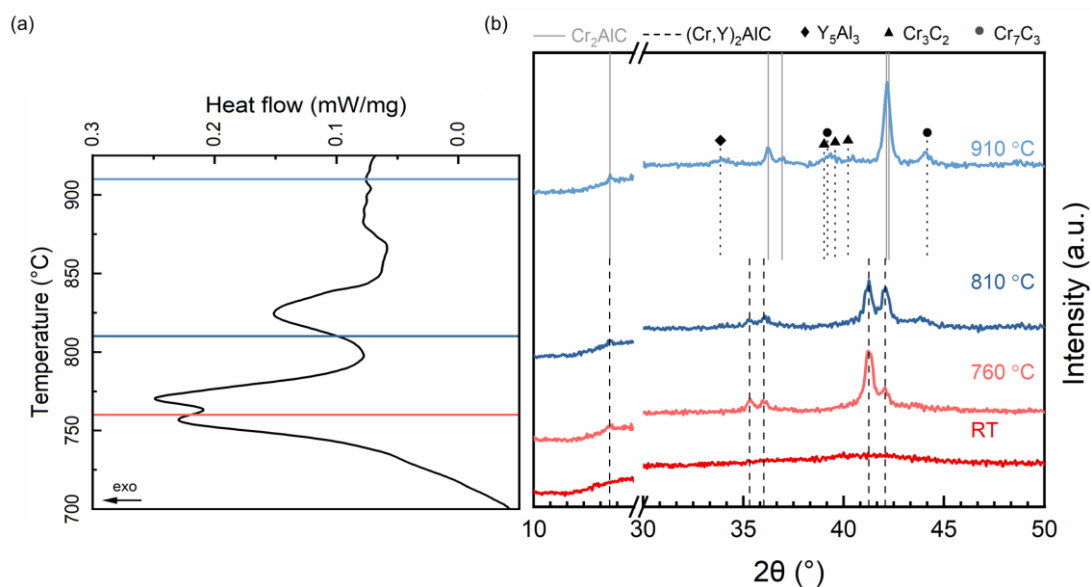 (a)
Heat flow (mW/mg)
0.3 0.2 0.1 0.0
Temperature (°C)
900
850
800
750
700
exo
(b)
Cr₂AlC (Cr,Y)₂AlC Y₅Al₃ Cr₃C₂ Cr₇C₃
910 °C
810 °C
760 °C
RT
Intensity (a.u.)
10 30 35 40 45 50
2θ (°)